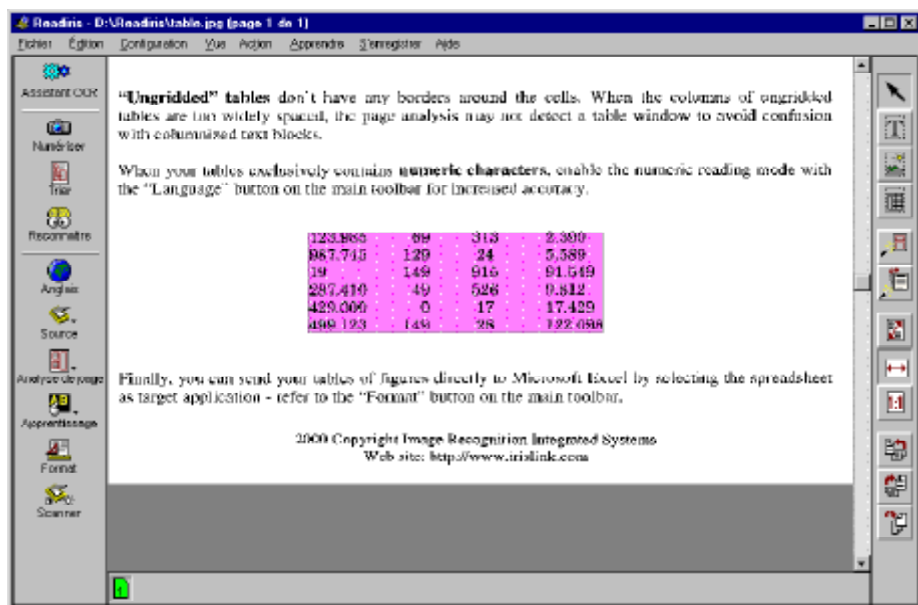 Readiris - D:\Readiris\table.jpg (page 1 de 1)
Fichier Édition Configuration Vue Action Apprendre S'enregistrer Aide
Assistant OCR
Numériser
Trier
Reconnaître
Anglais
Source
Analyse de page
Apprentissage
Format
Scanner
"Ungridded" tables don't have any borders around the cells. When the columns of ungridded
tables are too widely spaced, the page analysis may not detect a table window to avoid confusion
with columnized text blocks.
When your tables exclusively contains numeric characters, enable the numeric reading mode with
the "Language" button on the main toolbar for increased accuracy.
69 313
987.745 129 24 5.589
19 149 915 91.549
287.410 49 526 9.812
429.000 0 17 17.429
499.123 149 28
Finally, you can send your tables of figures directly to Microsoft Excel by selecting the spreadsheet
as target application - refer to the "Format" button on the main toolbar.
2000 Copyright Image Recognition Integrated Systems
Web site: http://www.irislink.com
1:1
1